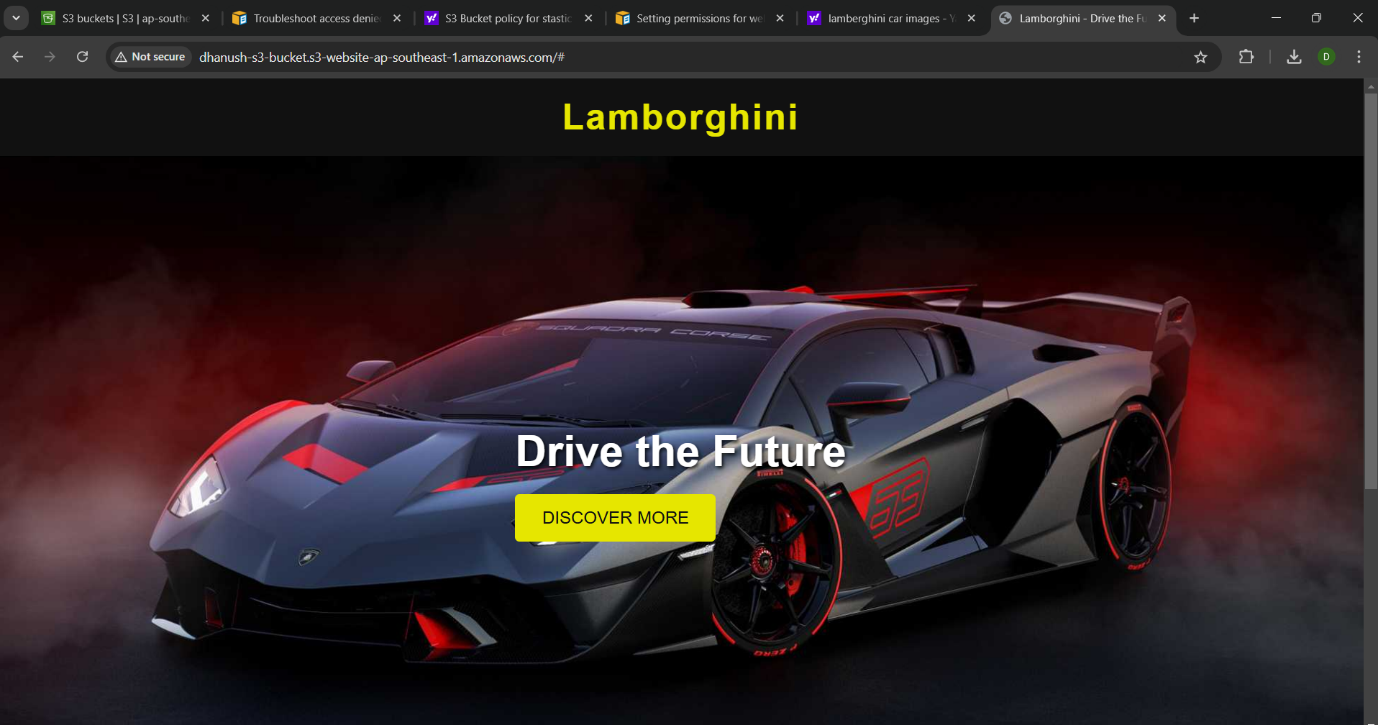 S3 buckets | S3 | ap-southe
Troubleshoot access denie
S3 Bucket policy for stastic
Setting permissions for we
lamberghini car images - Y
Lamborghini - Drive the Fu
Not secure
dhanush-s3-bucket.s3-website-ap-southeast-1.amazonaws.com/#
D
Lamborghini
SQUADRA CORSE
Drive the Future
PIRELLI
63
DISCOVER MORE
P ZERO